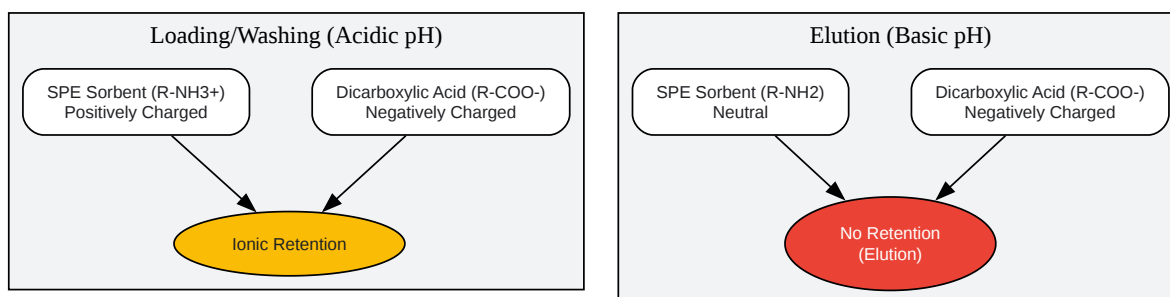 Loading/Washing (Acidic pH)
SPE Sorbent (R-NH3+)
Positively Charged
Dicarboxylic Acid (R-COO-)
Negatively Charged
Ionic Retention
Elution (Basic pH)
SPE Sorbent (R-NH2)
Neutral
Dicarboxylic Acid (R-COO-)
Negatively Charged
No Retention
(Elution)